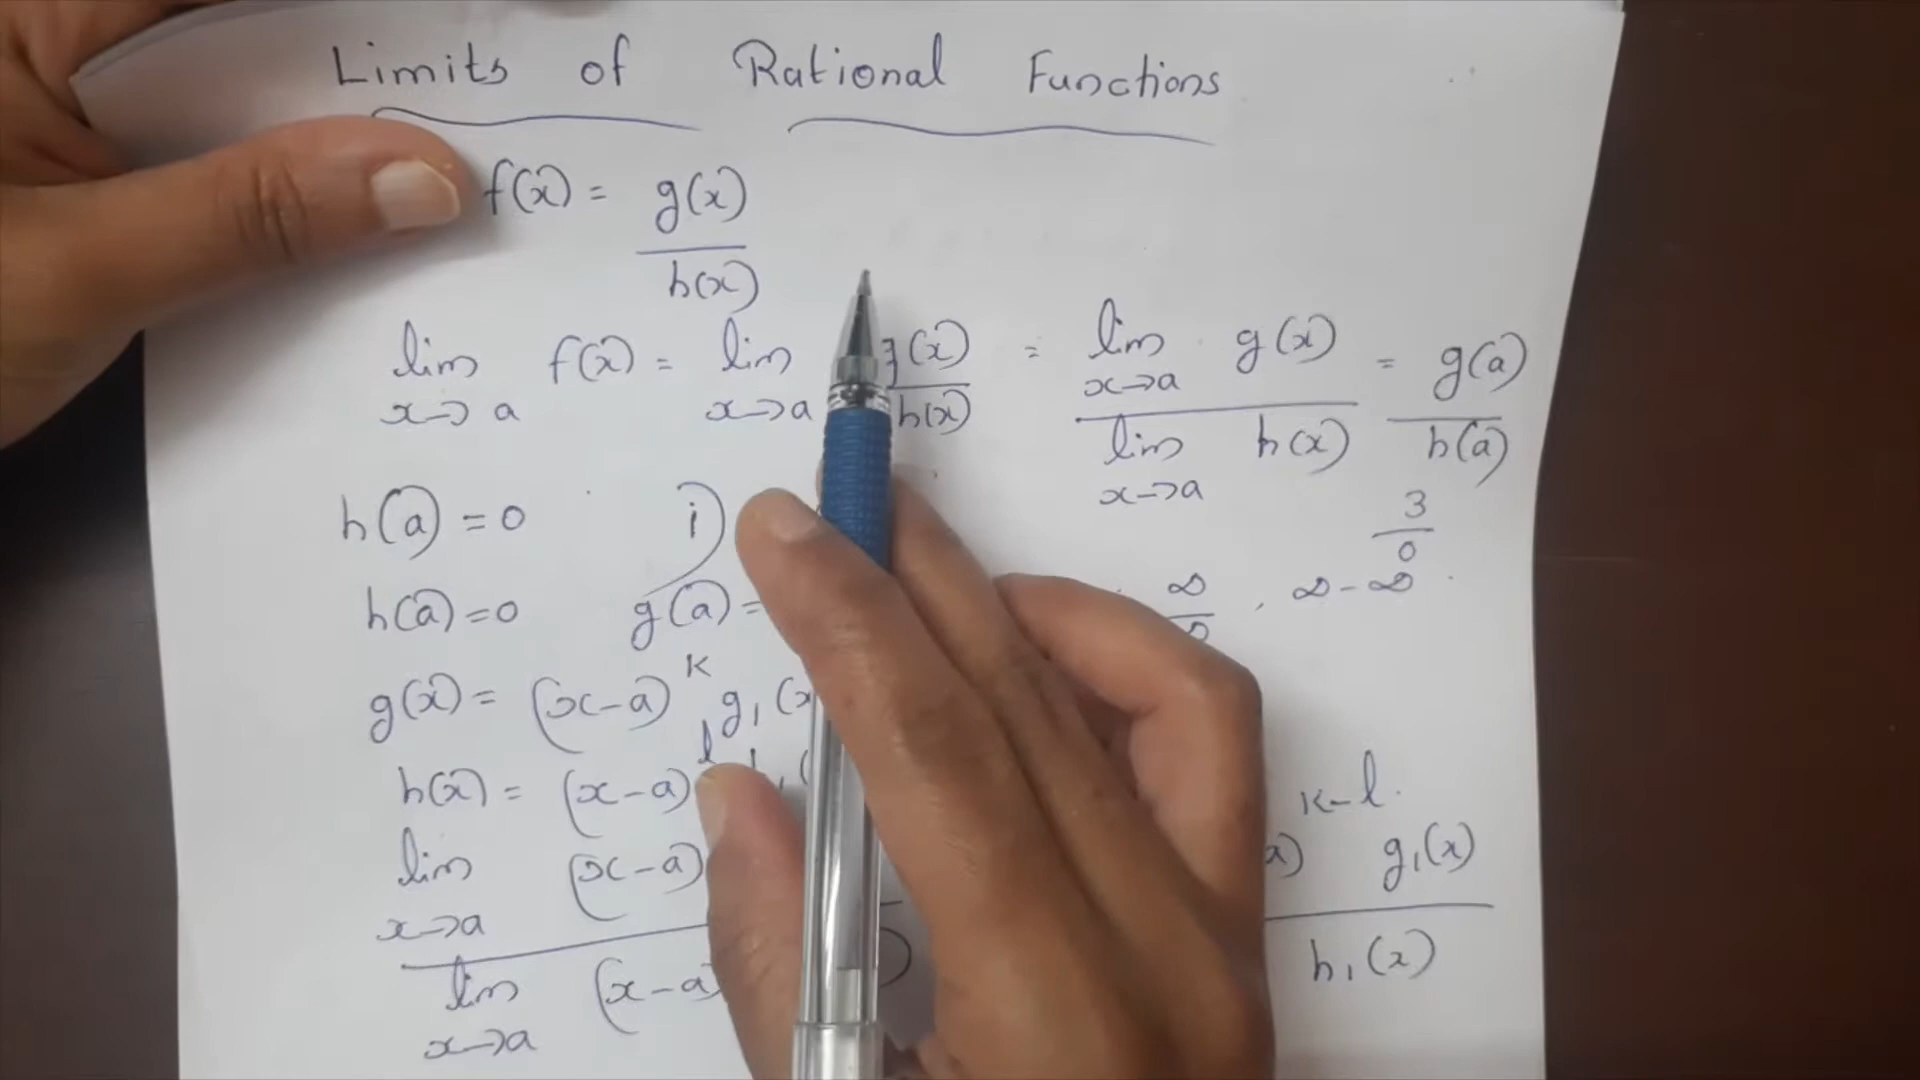 Limits of Rational Functions
f(x) = g(x)
h(x)
lim f(x) = lim g(x) = lim g(x) = g(a)
x→a x→a h(x) x→a
lim h(x) h(a)
x→a
h(a) = 0 i) 3
0
h(a)=0 g(a)= ∞ , ∞-∞
g(x) = (x-a)^k g₁(x
h(x) = (x-a)^l k-l
lim (x-a) a) g₁(x)
x→a
lim (x-a) h₁(x)
x→a